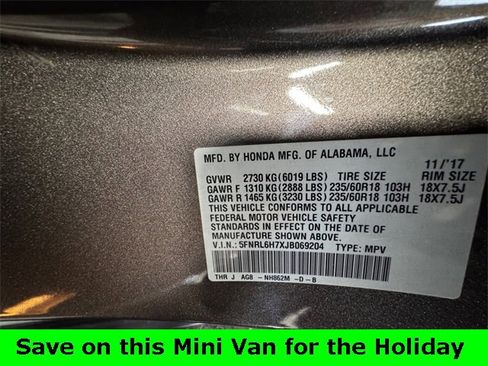 MFD. BY HONDA MFG. OF ALABAMA, LLC 11/'17
GVWR 2730 KG (6019 LBS) TIRE SIZE RIM SIZE
GAWR F 1310 KG (2888 LBS) 235/60R18 103H 18X7.5J
GAWR R 1465 KG (3230 LBS) 235/60R18 103H 18X7.5J
THIS VEHICLE CONFORMS TO ALL APPLICABLE
FEDERAL MOTOR VEHICLE SAFETY
STANDARDS IN EFFECT ON THE DATE OF
MANUFACTURE SHOWN ABOVE.
V.I.N.: 5FNRL6H7XJB069204 TYPE: MPV
THR J AG8 -NH862M -D-B
Save on this Mini Van for the Holiday